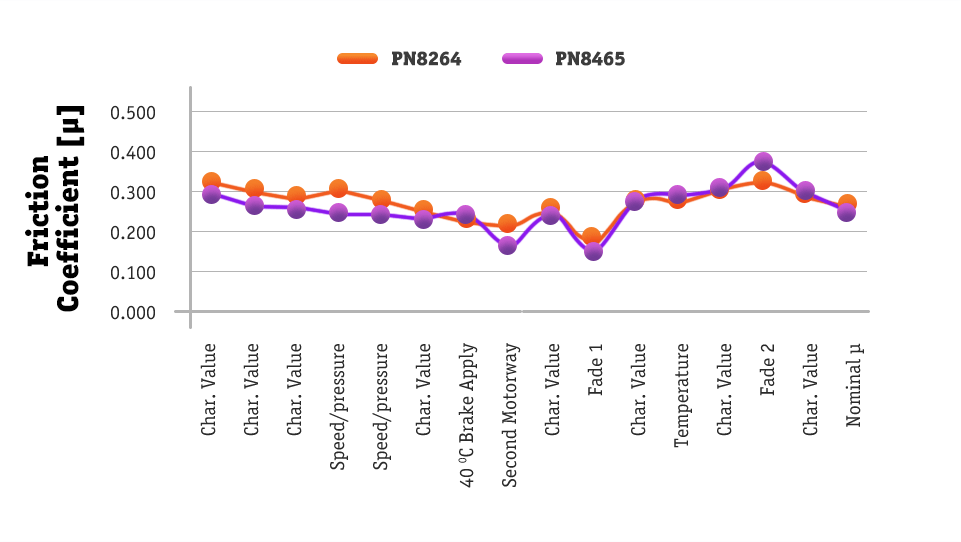 PN8264 PN8465
Friction
Coefficient [µ]
0.500
0.400
0.300
0.200
0.100
0.000
Char. Value
Char. Value
Char. Value
Speed/pressure
Speed/pressure
Char. Value
40 ⁰C Brake Apply
Second Motorway
Char. Value
Fade 1
Char. Value
Temperature
Char. Value
Fade 2
Char. Value
Nominal µ